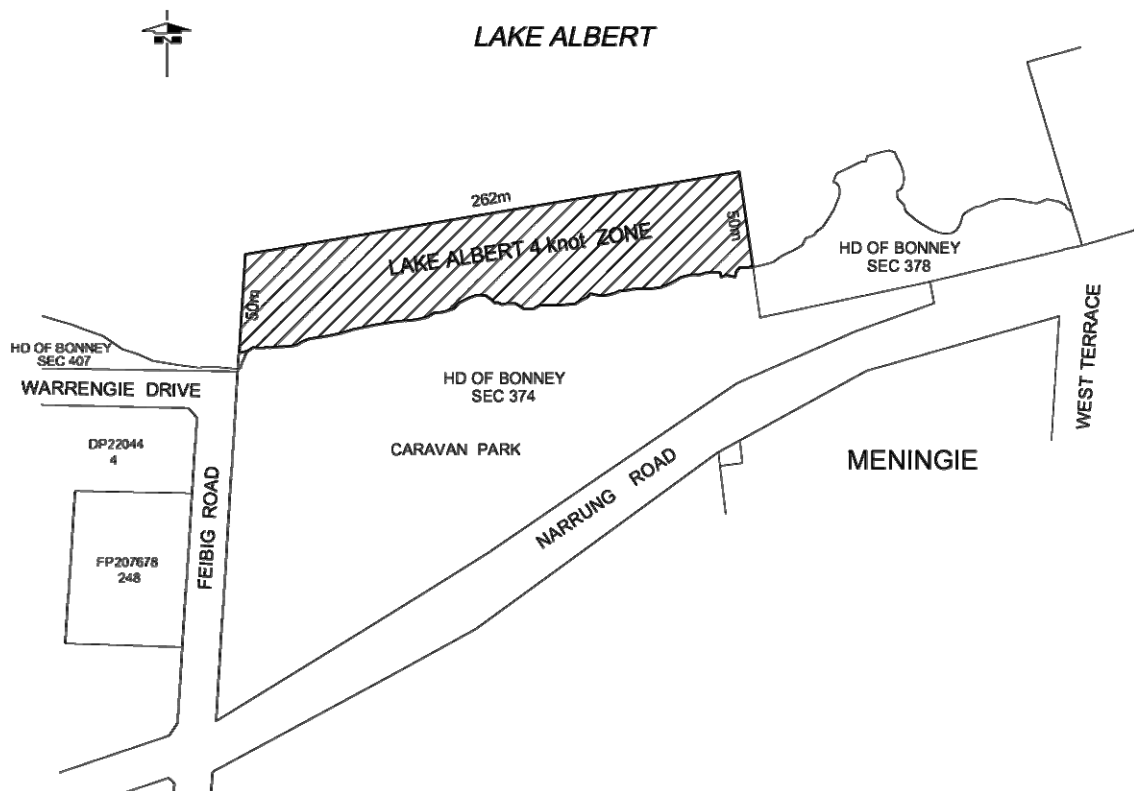 LAKE ALBERT
N
262m
50m
LAKE ALBERT 4 knot ZONE
50m
HD OF BONNEY
SEC 378
HD OF BONNEY
SEC 407
WARRENGIE DRIVE
HD OF BONNEY
SEC 374
WEST TERRACE
DP22044
4
CARAVAN PARK
MENINGIE
NARRUNG ROAD
FEIBIG ROAD
FP207678
248